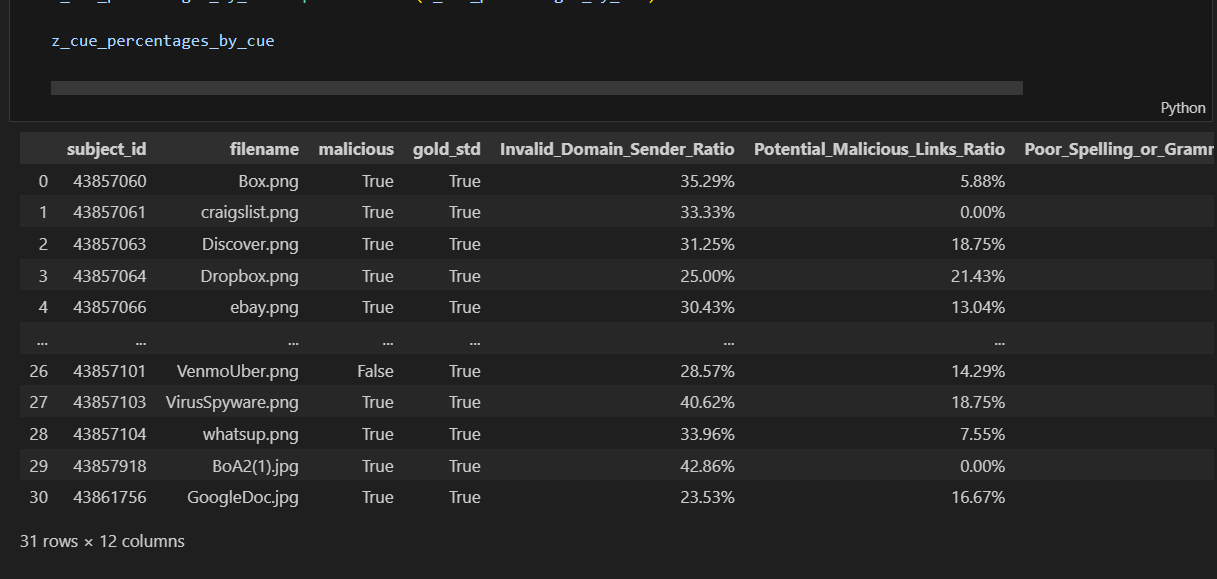 z_cue_percentages_by_cue
Python
subject_id filename malicious gold_std Invalid_Domain_Sender_Ratio Potential_Malicious_Links_Ratio Poor_Spelling_or_Gramr
0 43857060 Box.png True True 35.29% 5.88%
1 43857061 craigslist.png True True 33.33% 0.00%
2 43857063 Discover.png True True 31.25% 18.75%
3 43857064 Dropbox.png True True 25.00% 21.43%
4 43857066 ebay.png True True 30.43% 13.04%
... ... ... ... ... ... ...
26 43857101 VenmoUber.png False True 28.57% 14.29%
27 43857103 VirusSpyware.png True True 40.62% 18.75%
28 43857104 whatsup.png True True 33.96% 7.55%
29 43857918 BoA2(1).jpg True True 42.86% 0.00%
30 43861756 GoogleDoc.jpg True True 23.53% 16.67%
31 rows × 12 columns